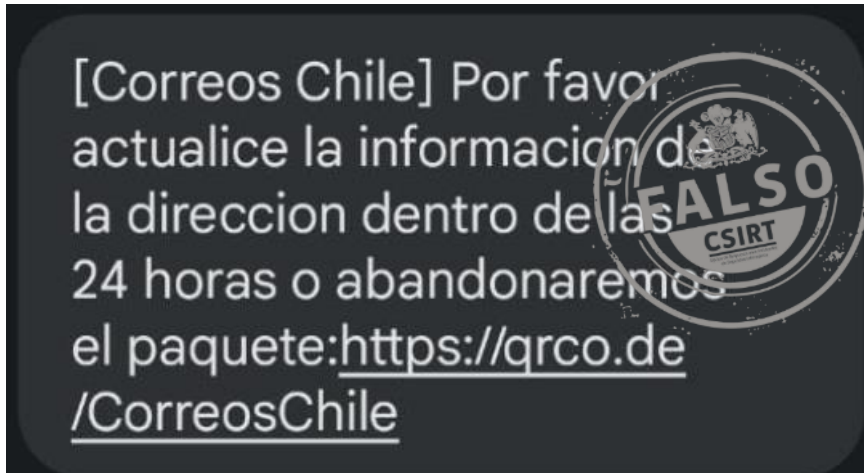 [Correos Chile] Por favor
actualice la informacion de
la direccion dentro de las
24 horas o abandonaremos
el paquete:https://qrco.de
/CorreosChile
FALSO
CSIRT